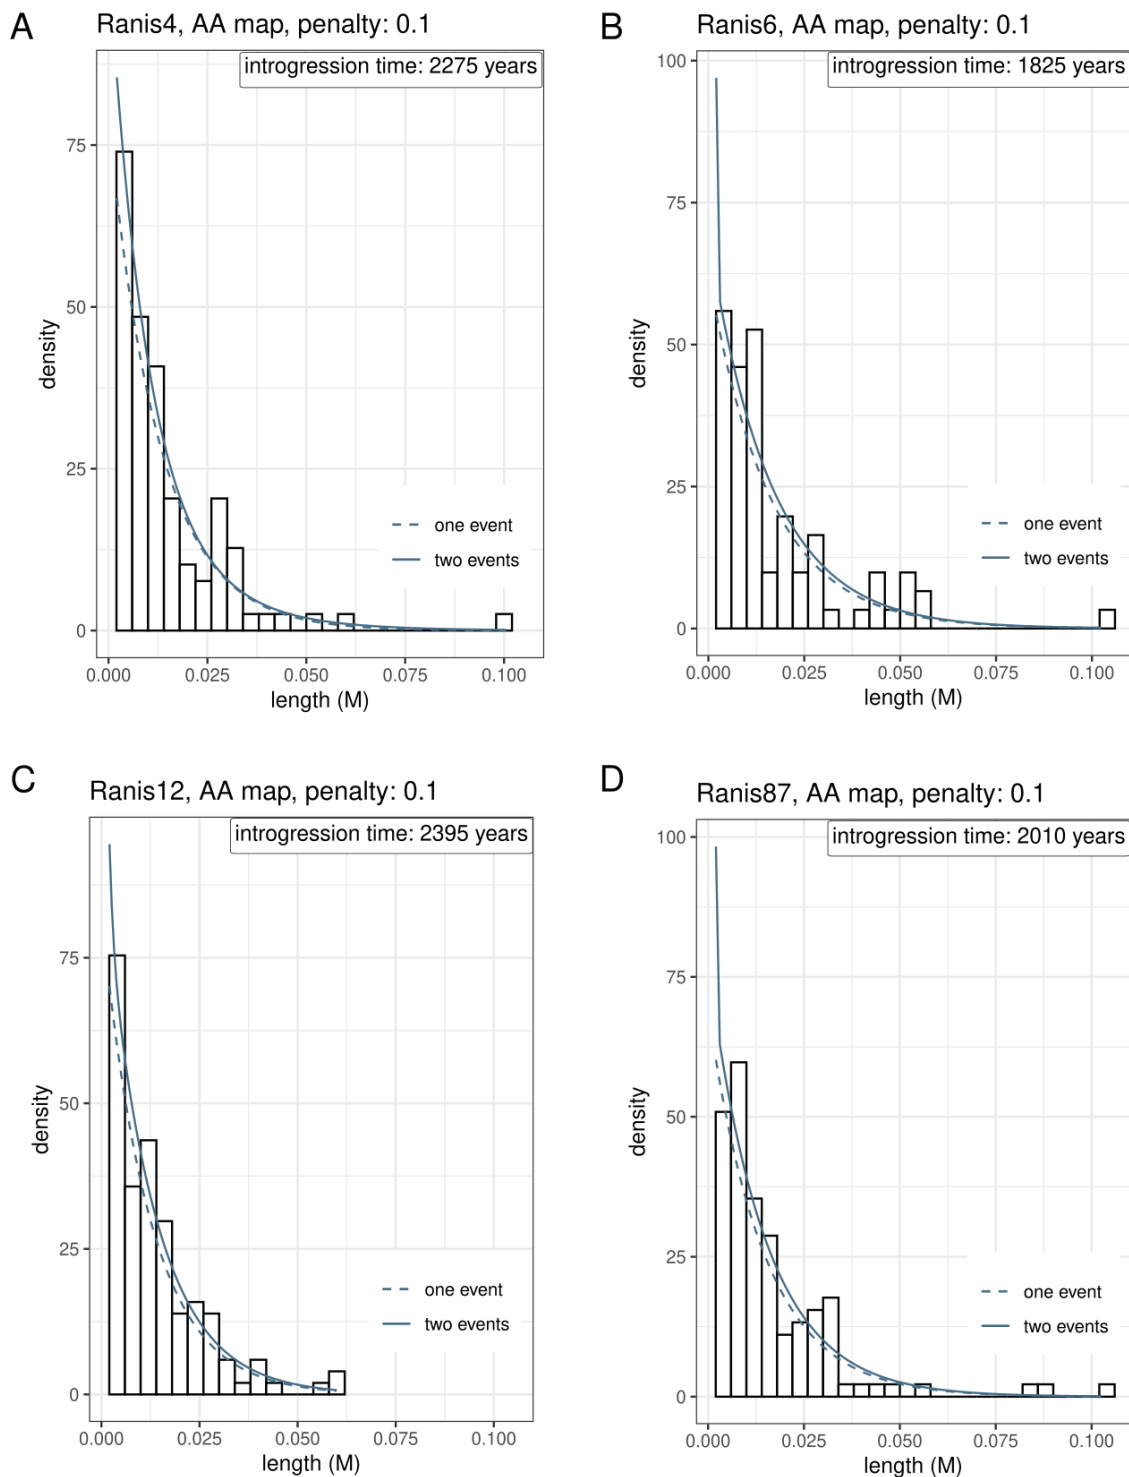 A
Ranis4, AA map, penalty: 0.1
introgression time: 2275 years
75
50
25
0
density
one event
two events
0.000 0.025 0.050 0.075 0.100
length (M)
B
Ranis6, AA map, penalty: 0.1
introgression time: 1825 years
100
75
50
25
0
density
one event
two events
0.000 0.025 0.050 0.075 0.100
length (M)
C
Ranis12, AA map, penalty: 0.1
introgression time: 2395 years
75
50
25
0
density
one event
two events
0.000 0.025 0.050 0.075 0.100
length (M)
D
Ranis87, AA map, penalty: 0.1
introgression time: 2010 years
100
75
50
25
0
density
one event
two events
0.000 0.025 0.050 0.075 0.100
length (M)